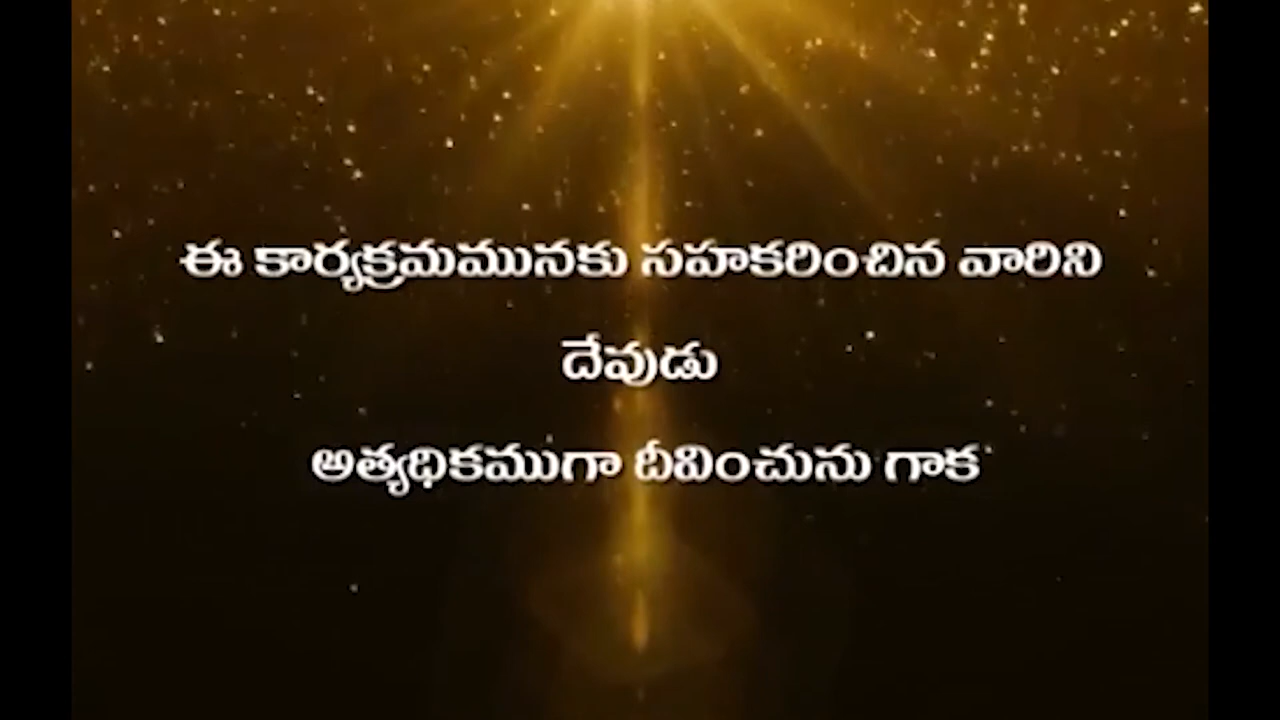 ఈ కార్యక్రమమునకు సహకరించిన వారిని
దేవుడు
అత్యధికముగా దీవించును గాక